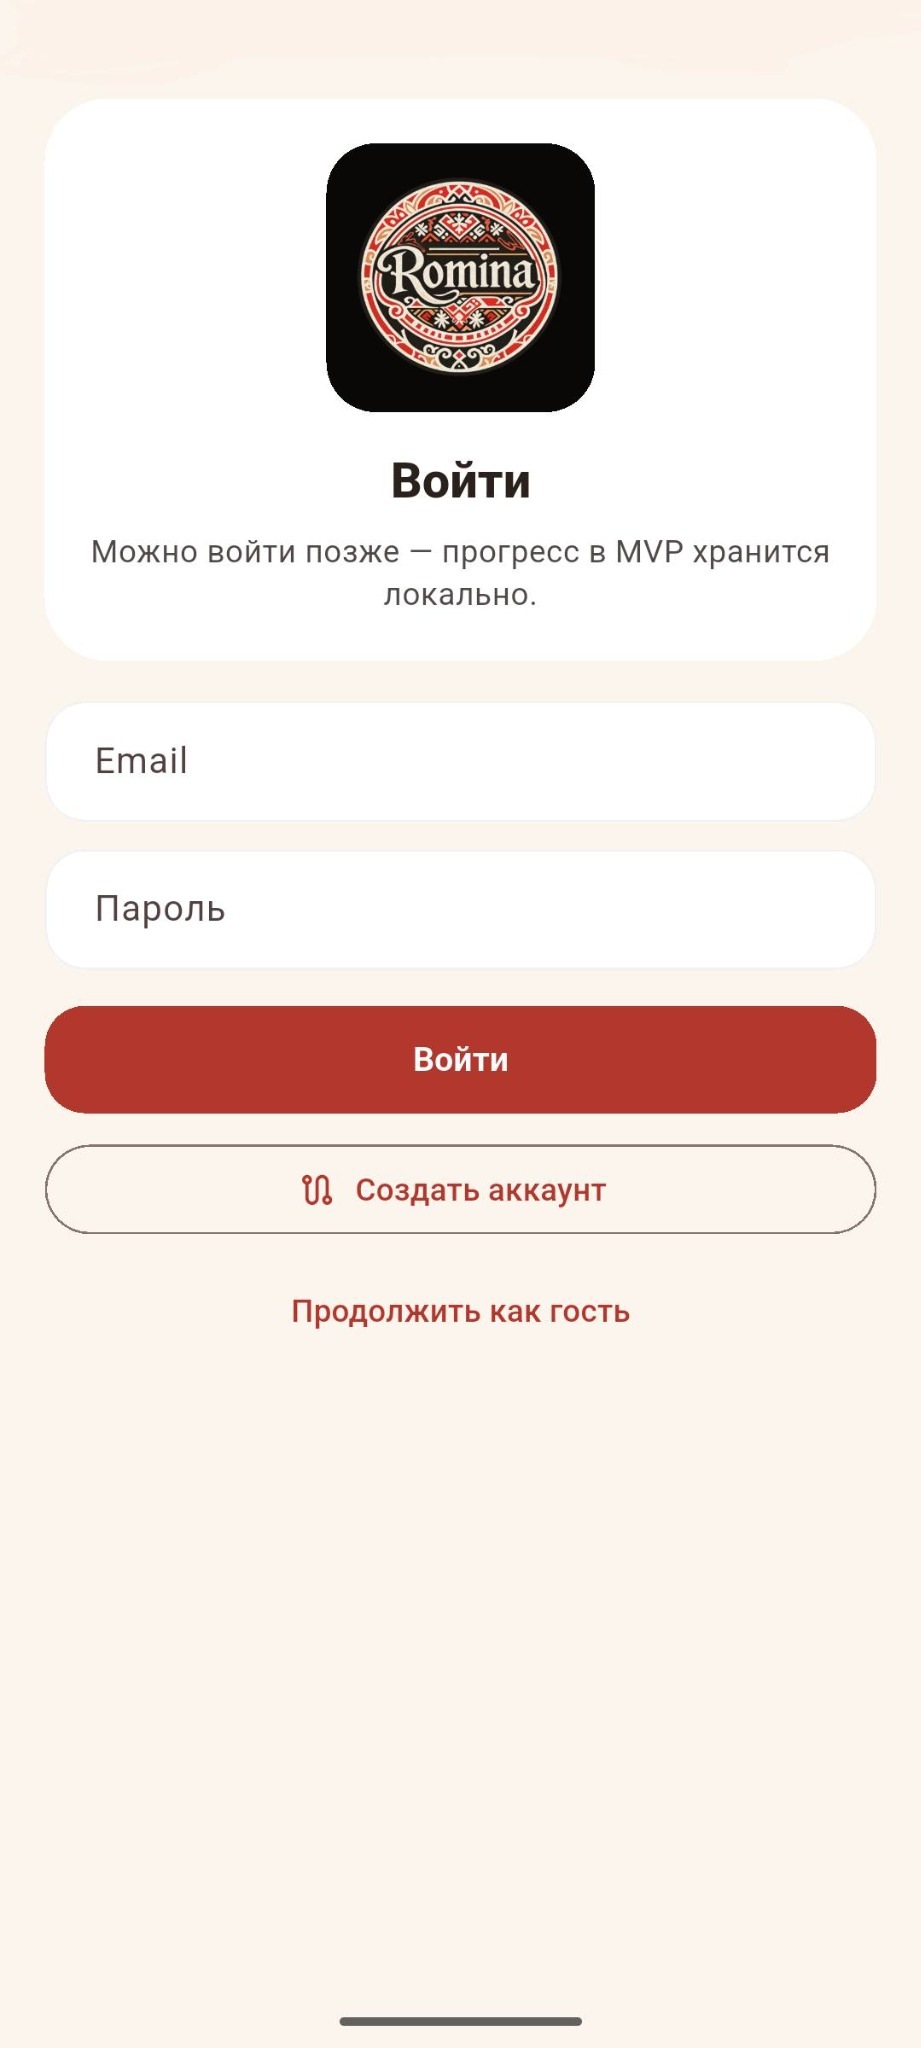 Romina
Войти
Можно войти позже — прогресс в MVP хранится
локально.
Email
Пароль
Войти
Создать аккаунт
Продолжить как гость